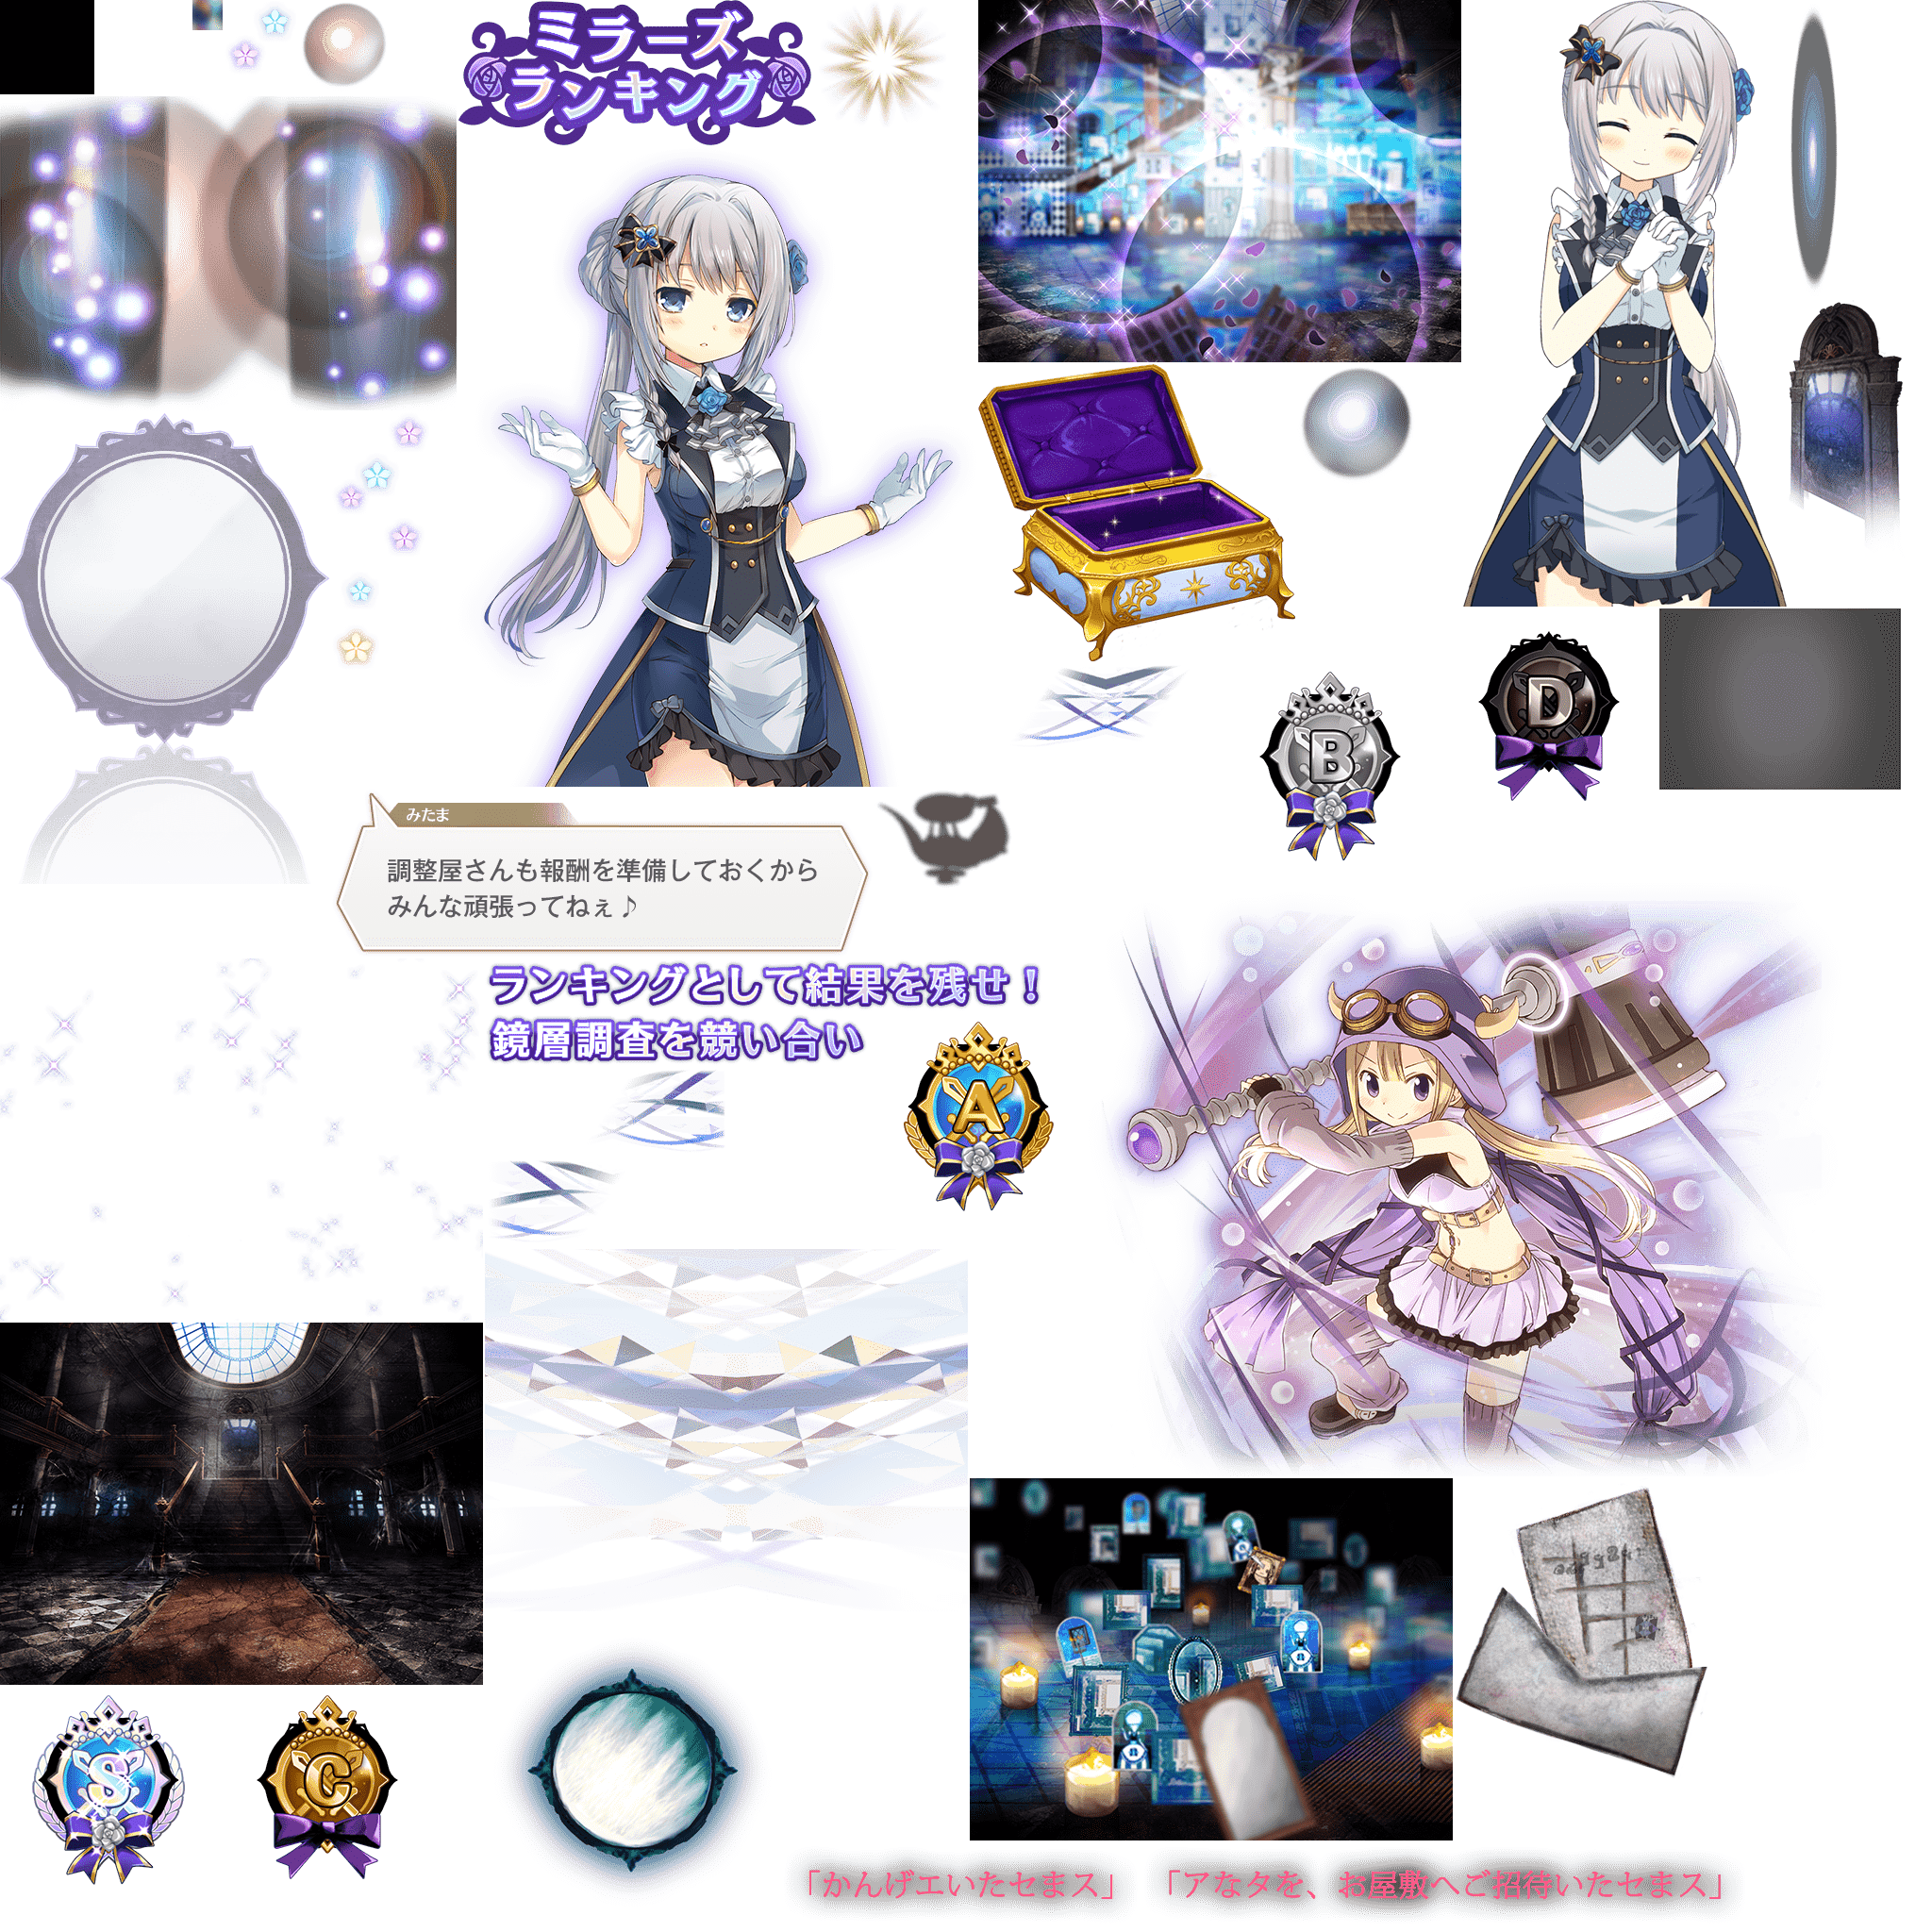 ミラーズ
ランキング
みたま
調整屋さんも報酬を準備しておくから
みんな頑張ってねぇ♪
ランキングとして結果を残せ！
鏡層調査を競い合い
B
D
A
S
C
「かんげエいたセまス」
「アなタを、お屋敷へご招待いたセまス」